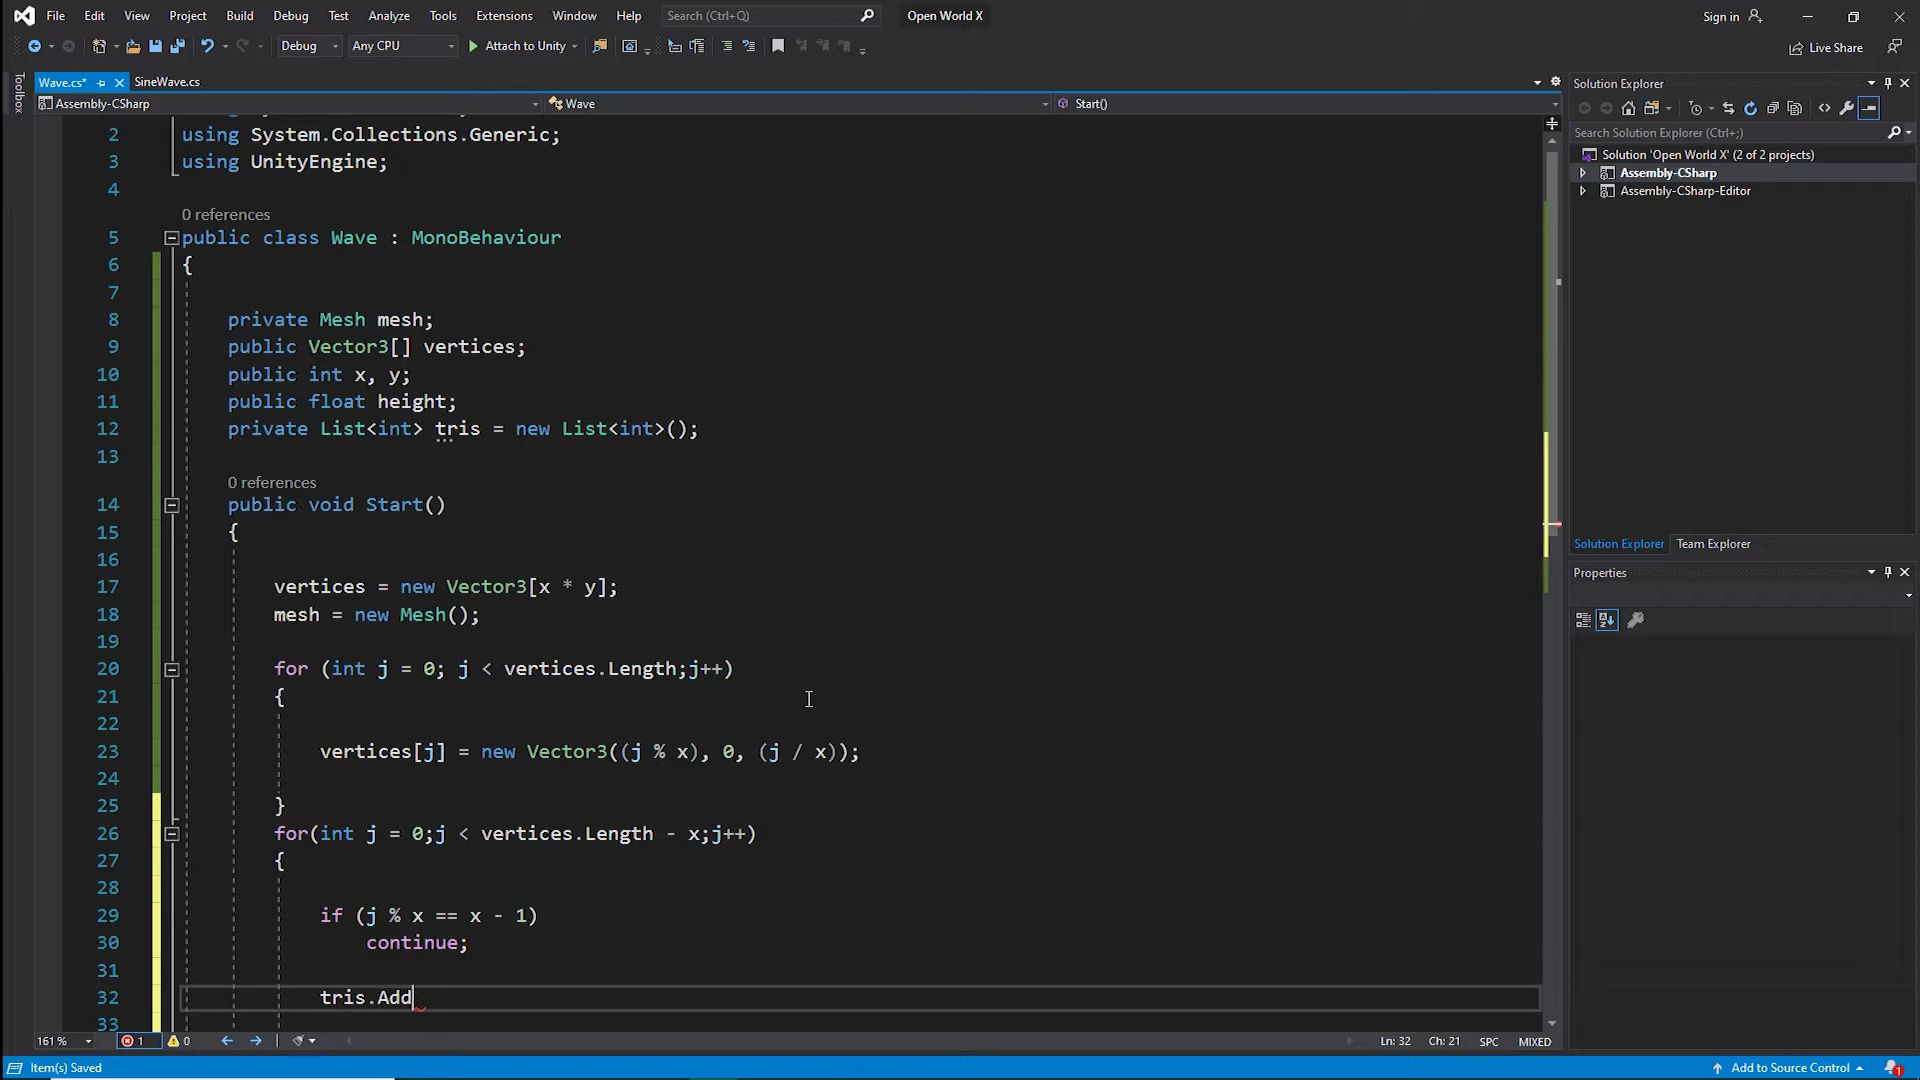 File Edit View Project Build Debug Test Analyze Tools Extensions Window Help Search (Ctrl+Q) Open World X Sign in
Debug Any CPU Attach to Unity Live Share
Toolbox
Wave.cs* SineWave.cs
Assembly-CSharp Wave Start()
2 using System.Collections.Generic;
3 using UnityEngine;
4
0 references
5 public class Wave : MonoBehaviour
6 {
7
8 private Mesh mesh;
9 public Vector3[] vertices;
10 public int x, y;
11 public float height;
12 private List<int> tris = new List<int>();
13
0 references
14 public void Start()
15 {
16
17 vertices = new Vector3[x * y];
18 mesh = new Mesh();
19
20 for (int j = 0; j < vertices.Length;j++)
21 {
22
23 vertices[j] = new Vector3((j % x), 0, (j / x));
24
25 }
26 for(int j = 0;j < vertices.Length - x;j++)
27 {
28
29 if (j % x == x - 1)
30 continue;
31
32 tris.Add
33
161 % 1 0 Ln: 32 Ch: 21 SPC MIXED
Item(s) Saved Add to Source Control 1
Solution Explorer
Search Solution Explorer (Ctrl+;)
Solution 'Open World X' (2 of 2 projects)
Assembly-CSharp
Assembly-CSharp-Editor
Solution Explorer Team Explorer
Properties